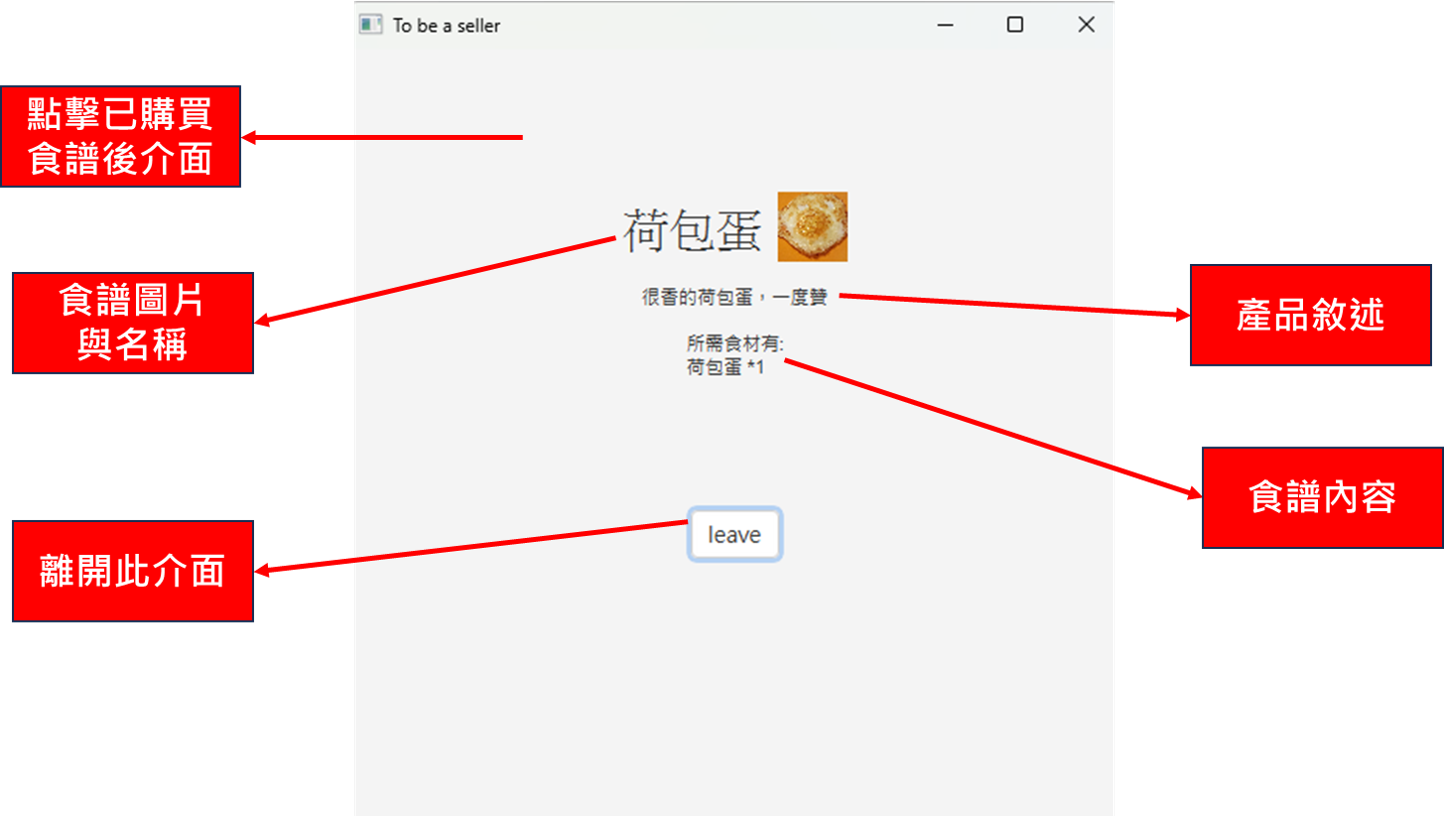 To be a seller
點擊已購買
食譜後介面
荷包蛋
食譜圖片
與名稱
很香的荷包蛋，一度贊
產品敘述
所需食材有:
荷包蛋 *1
食譜內容
leave
離開此介面